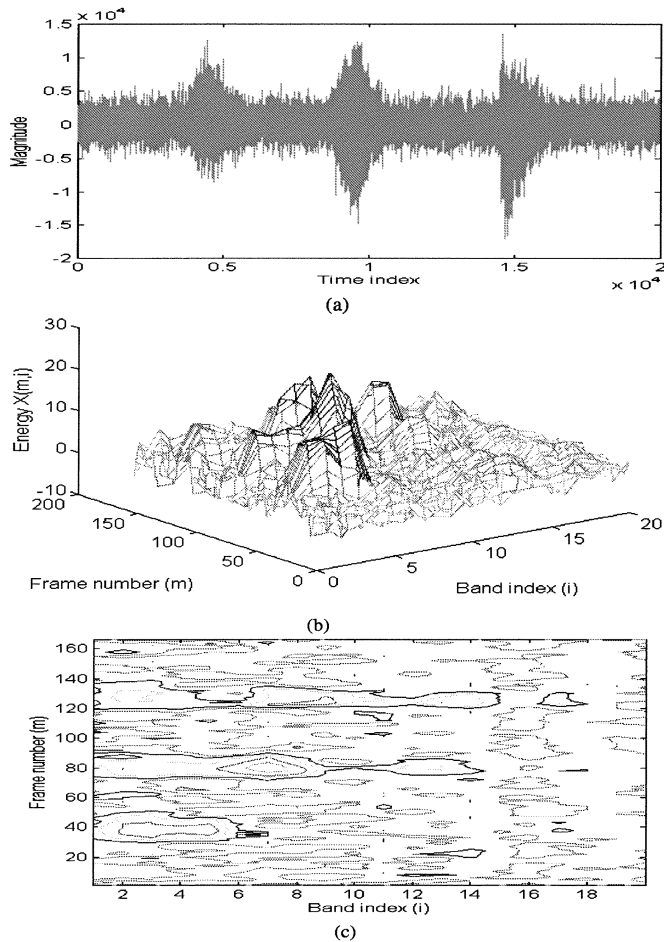 × 10^4
1.5
1
0.5
0
-0.5
-1
-1.5
-2
Magnitude
0 0.5 1 1.5 2
Time index
× 10^4
(a)
30
20
10
0
-10
Energy X(m,i)
200
150
100
50
0
0
5
10
15
20
Frame number (m)
Band index (i)
(b)
160
140
120
100
80
60
40
20
Frame number (m)
2 4 6 8 10 12 14 16 18
Band index (i)
(c)